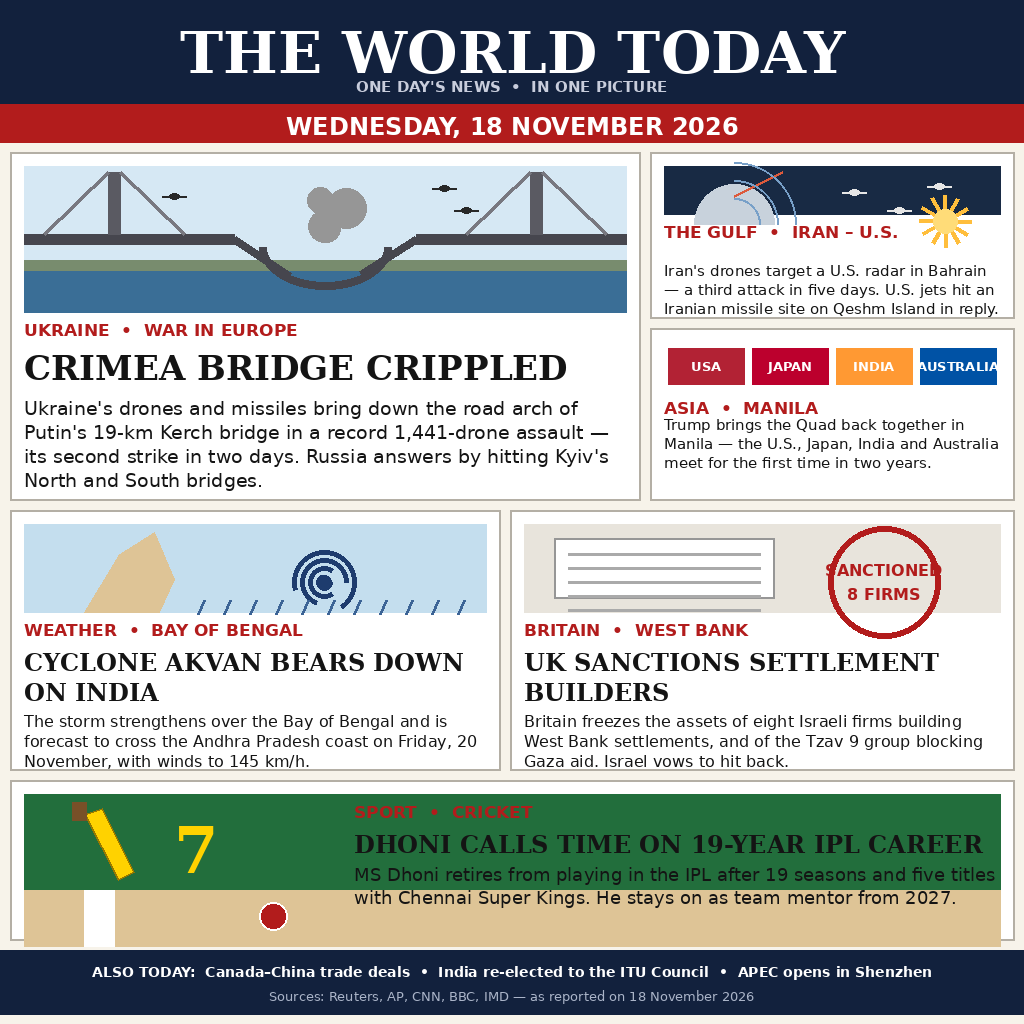 THE WORLD TODAY
ONE DAY'S NEWS • IN ONE PICTURE
WEDNESDAY, 18 NOVEMBER 2026
UKRAINE • WAR IN EUROPE
CRIMEA BRIDGE CRIPPLED
Ukraine's drones and missiles bring down the road arch of
Putin's 19-km Kerch bridge in a record 1,441-drone assault —
its second strike in two days. Russia answers by hitting Kyiv's
North and South bridges.
THE GULF • IRAN – U.S.
Iran's drones target a U.S. radar in Bahrain
— a third attack in five days. U.S. jets hit an
Iranian missile site on Qeshm Island in reply.
USA JAPAN INDIA AUSTRALIA
ASIA • MANILA
Trump brings the Quad back together in
Manila — the U.S., Japan, India and Australia
meet for the first time in two years.
WEATHER • BAY OF BENGAL
CYCLONE AKVAN BEARS DOWN
ON INDIA
The storm strengthens over the Bay of Bengal and is
forecast to cross the Andhra Pradesh coast on Friday, 20
November, with winds to 145 km/h.
SANCTIONED
8 FIRMS
BRITAIN • WEST BANK
UK SANCTIONS SETTLEMENT
BUILDERS
Britain freezes the assets of eight Israeli firms building
West Bank settlements, and of the Tzav 9 group blocking
Gaza aid. Israel vows to hit back.
7
SPORT • CRICKET
DHONI CALLS TIME ON 19-YEAR IPL CAREER
MS Dhoni retires from playing in the IPL after 19 seasons and five titles
with Chennai Super Kings. He stays on as team mentor from 2027.
ALSO TODAY: Canada–China trade deals • India re-elected to the ITU Council • APEC opens in Shenzhen
Sources: Reuters, AP, CNN, BBC, IMD — as reported on 18 November 2026